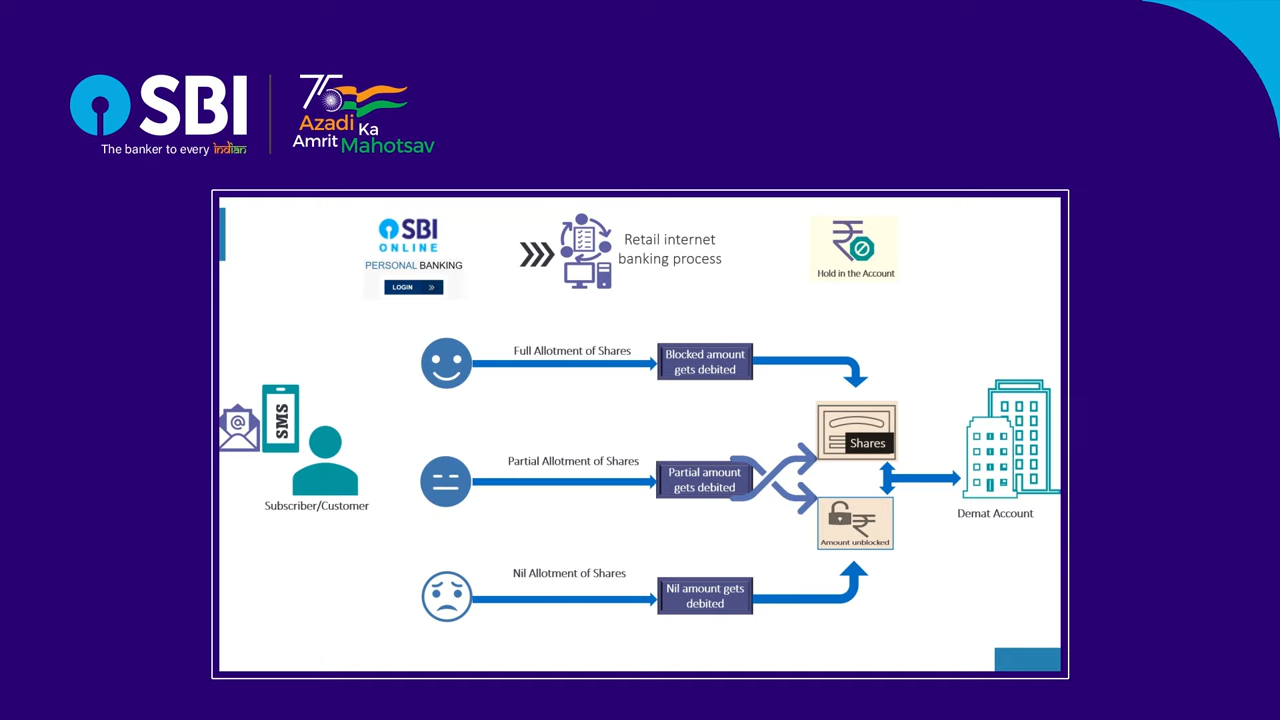 SBI
The banker to every indian
75
Azadi Ka
Amrit Mahotsav
SBI
ONLINE
PERSONAL BANKING
LOGIN
Retail internet
banking process
Hold in the Account
Full Allotment of Shares
Blocked amount
gets debited
@
SMS
Subscriber/Customer
Shares
Partial Allotment of Shares
Partial amount
gets debited
₹
Amount unblocked
Demat Account
Nil Allotment of Shares
Nil amount gets
debited